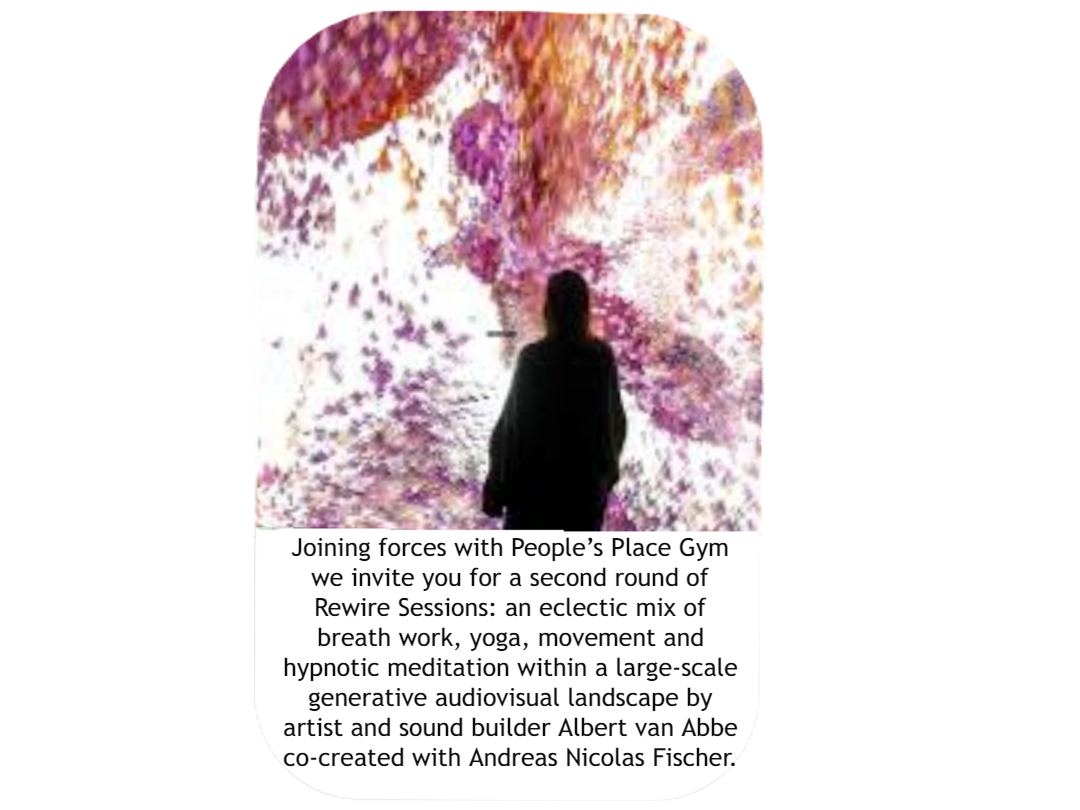 Joining forces with People’s Place Gym
we invite you for a second round of
Rewire Sessions: an eclectic mix of
breath work, yoga, movement and
hypnotic meditation within a large-scale
generative audiovisual landscape by
artist and sound builder Albert van Abbe
co-created with Andreas Nicolas Fischer.